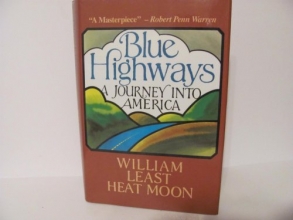 "A Masterpiece" — Robert Penn Warren
Blue
Highways
A JOURNEY INTO
AMERICA
WILLIAM
LEAST
HEAT MOON